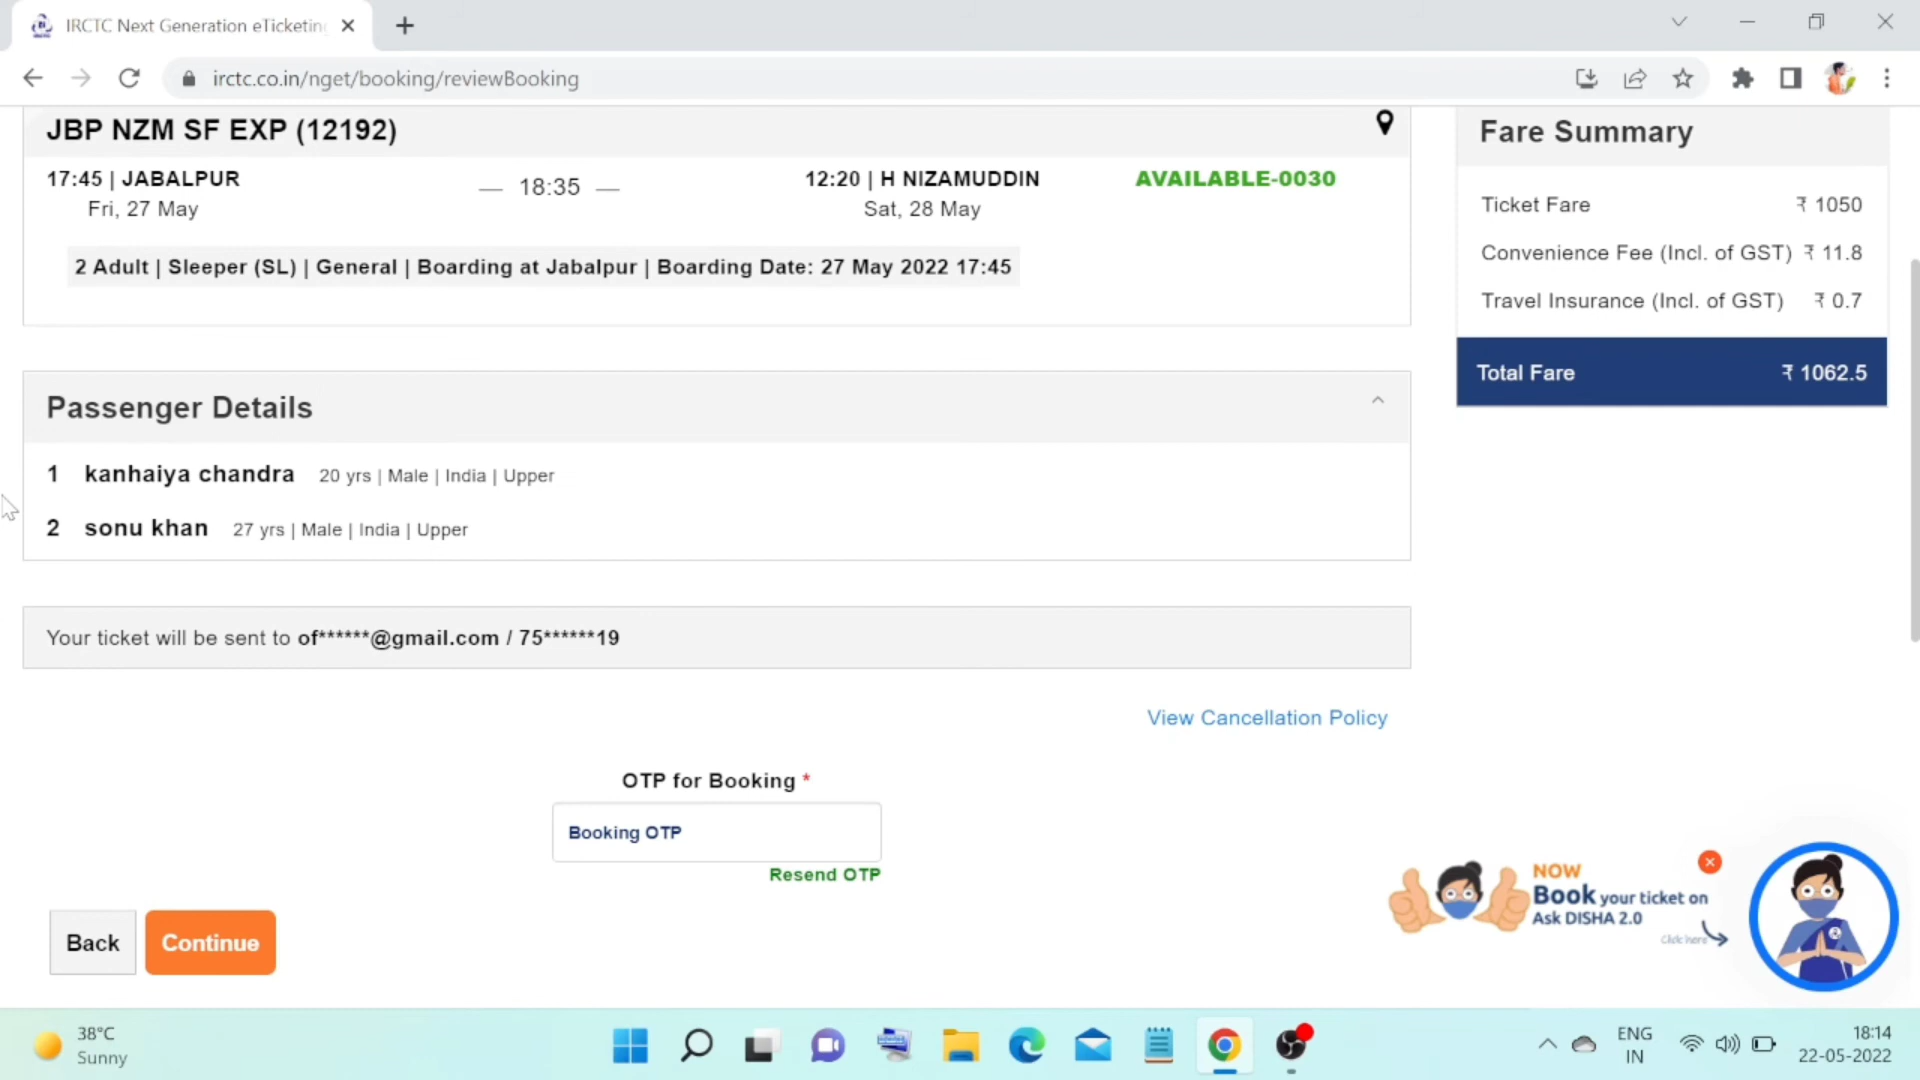 IRCTC Next Generation eTicketin
irctc.co.in/nget/booking/reviewBooking
JBP NZM SF EXP (12192)
17:45 | JABALPUR
Fri, 27 May
— 18:35 —
12:20 | H NIZAMUDDIN
Sat, 28 May
AVAILABLE-0030
2 Adult | Sleeper (SL) | General | Boarding at Jabalpur | Boarding Date: 27 May 2022 17:45
Fare Summary
Ticket Fare ₹ 1050
Convenience Fee (Incl. of GST) ₹ 11.8
Travel Insurance (Incl. of GST) ₹ 0.7
Total Fare ₹ 1062.5
Passenger Details
1 kanhaiya chandra 20 yrs | Male | India | Upper
2 sonu khan 27 yrs | Male | India | Upper
Your ticket will be sent to of******@gmail.com / 75******19
View Cancellation Policy
OTP for Booking *
Booking OTP
Resend OTP
Back
Continue
NOW
Book your ticket on
Ask DISHA 2.0
Click here
38°C
Sunny
ENG
IN
18:14
22-05-2022